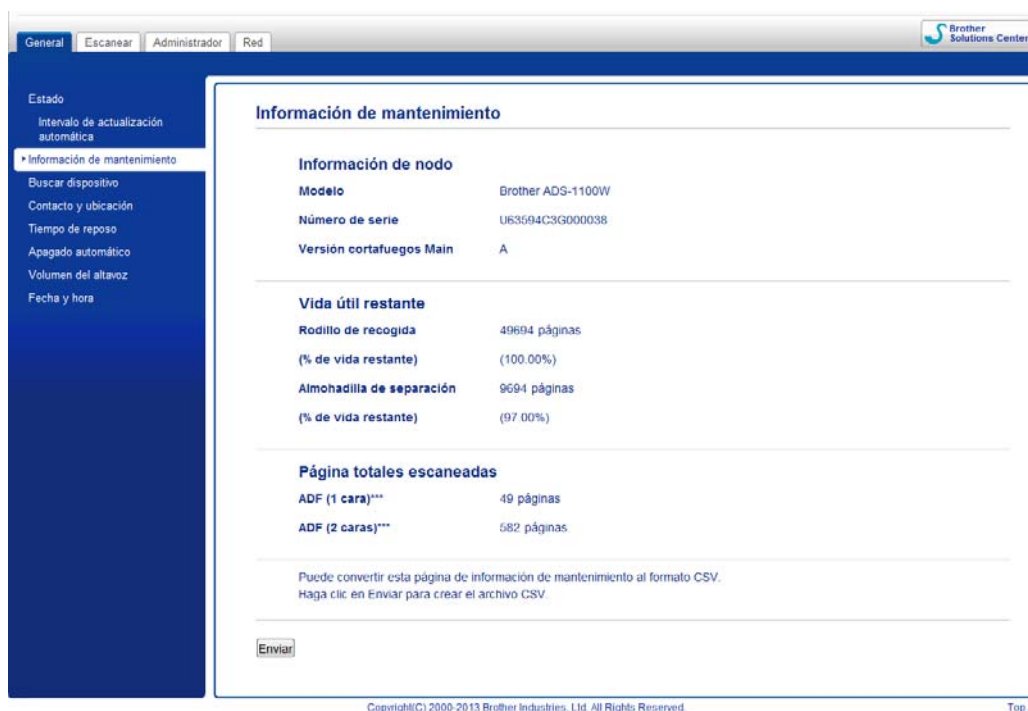 General
Escanear
Administrador
Red
Brother
Solutions Center
Estado
Intervalo de actualización
automática
Información de mantenimiento
Buscar dispositivo
Contacto y ubicación
Tiempo de reposo
Apagado automático
Volumen del altavoz
Fecha y hora
Información de mantenimiento
Información de nodo
Modelo Brother ADS-1100W
Número de serie U63594C3G000038
Versión cortafuegos Main A
Vida útil restante
Rodillo de recogida 49694 páginas
(% de vida restante) (100.00%)
Almohadilla de separación 9694 páginas
(% de vida restante) (97.00%)
Página totales escaneadas
ADF (1 cara)*** 49 páginas
ADF (2 caras)*** 582 páginas
Puede convertir esta página de información de mantenimiento al formato CSV.
Haga clic en Enviar para crear el archivo CSV.
Enviar
Copyright(C) 2000-2013 Brother Industries, Ltd. All Rights Reserved.
Top